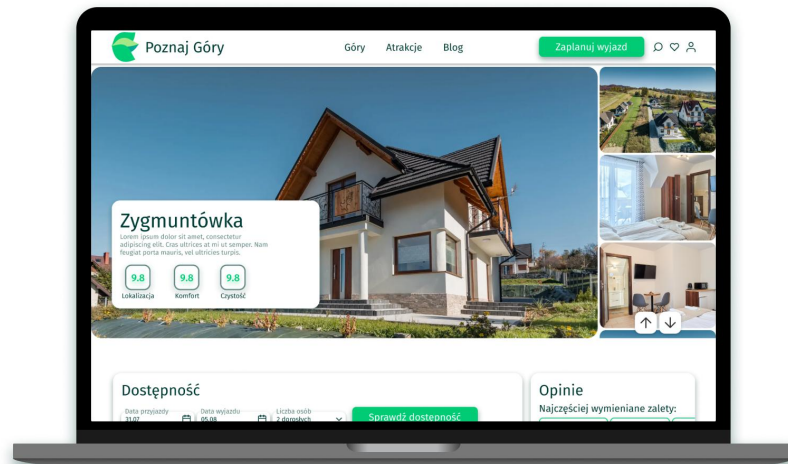 Poznaj Góry
Góry Atrakcje Blog
Zaplanuj wyjazd
Zygmuntówka
Lorem ipsum dolor sit amet, consectetur
adipiscing elit. Cras ultrices at mi ut semper. Nam
feugiat porta mauris, vel ultricies turpis.
9.8 9.8 9.8
Lokalizacja Komfort Czystość
Dostępność
Data przyjazdy Data wyjazdu Liczba osób
31.07 05.08 2 dorosłych
Sprawdź dostępność
Opinie
Najczęściej wymieniane zalety: